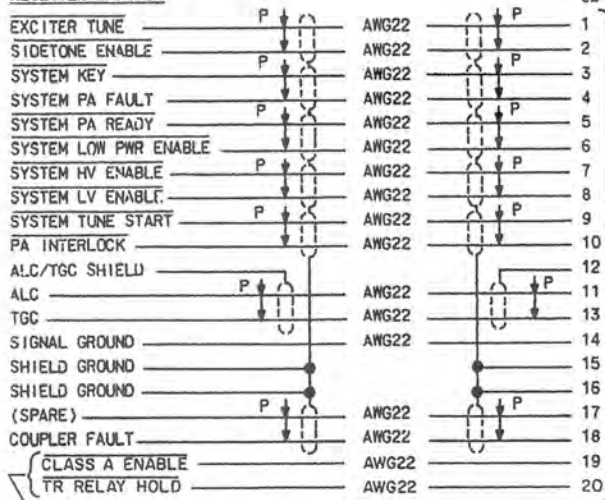 EXCITER TUNE P AWG22 P 1
SIDETONE ENABLE AWG22 2
SYSTEM KEY P AWG22 P 3
SYSTEM PA FAULT AWG22 4
SYSTEM PA READY P AWG22 P 5
SYSTEM LOW PWR ENABLE AWG22 6
SYSTEM HV ENABLE P AWG22 P 7
SYSTEM LV ENABLE AWG22 8
SYSTEM TUNE START P AWG22 P 9
PA INTERLOCK AWG22 10
ALC/TGC SHIELD 12
ALC P AWG22 P 11
TGC AWG22 13
SIGNAL GROUND AWG22 14
SHIELD GROUND 15
SHIELD GROUND 16
(SPARE) P AWG22 P 17
COUPLER FAULT AWG22 18
CLASS A ENABLE AWG22 19
TR RELAY HOLD AWG22 20